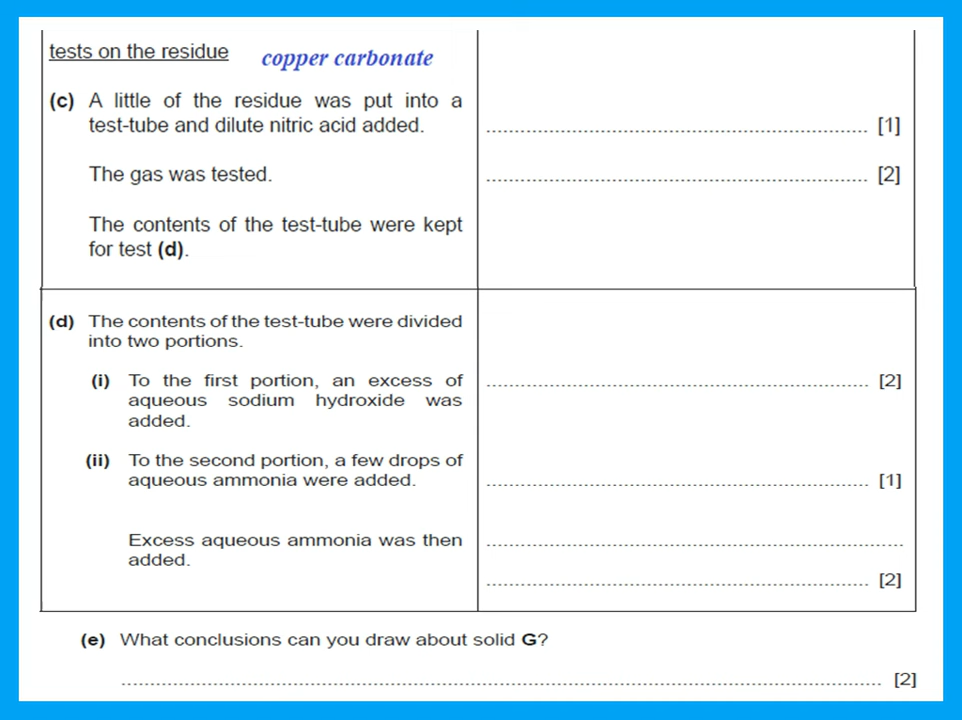 tests on the residue copper carbonate
(c) A little of the residue was put into a
test-tube and dilute nitric acid added.
.................................................................. [1]
The gas was tested.
.................................................................. [2]
The contents of the test-tube were kept
for test (d).
(d) The contents of the test-tube were divided
into two portions.
(i) To the first portion, an excess of
.................................................................. [2]
aqueous sodium hydroxide was
added.
(ii) To the second portion, a few drops of
aqueous ammonia were added.
.................................................................. [1]
Excess aqueous ammonia was then
..................................................................
added.
.................................................................. [2]
(e) What conclusions can you draw about solid G?
.................................................................. [2]